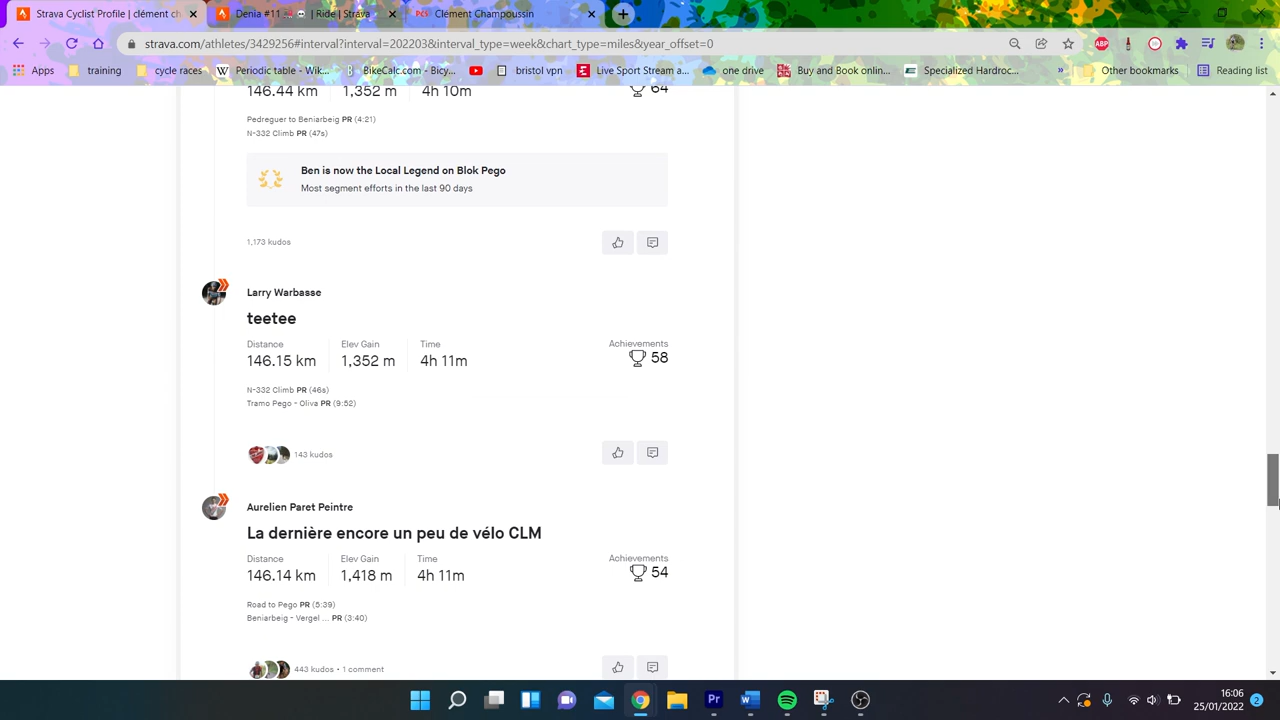 Strava Cyclist Profile | clément ch
Denia #11
| Ride | Strava
PCS
Clément Champoussin
strava.com/athletes/3429256#interval?interval=202203&interval_type=week&chart_type=miles&year_offset=0
ABP
Apps
training
cycle races
W Periodic table - Wik...
BikeCalc.com - Bicy...
bristol vpn
Live Sport Stream a...
one drive
Buy and Book onlin...
Specialized Hardroc...
»
Other bookmarks
Reading list
146.44 km
1,352 m
4h 10m
64
Pedreguer to Beniarbeig PR (4:21)
N-332 Climb PR (47s)
Ben is now the Local Legend on Blok Pego
Most segment efforts in the last 90 days
1,173 kudos
Larry Warbasse
teetee
Distance
Elev Gain
Time
Achievements
146.15 km
1,352 m
4h 11m
58
N-332 Climb PR (46s)
Tramo Pego - Oliva PR (9:52)
143 kudos
Aurelien Paret Peintre
La dernière encore un peu de vélo CLM
Distance
Elev Gain
Time
Achievements
146.14 km
1,418 m
4h 11m
54
Road to Pego PR (5:39)
Beniarbeig - Vergel ... PR (3:40)
443 kudos • 1 comment
Pr
W
16:06
25/01/2022
2